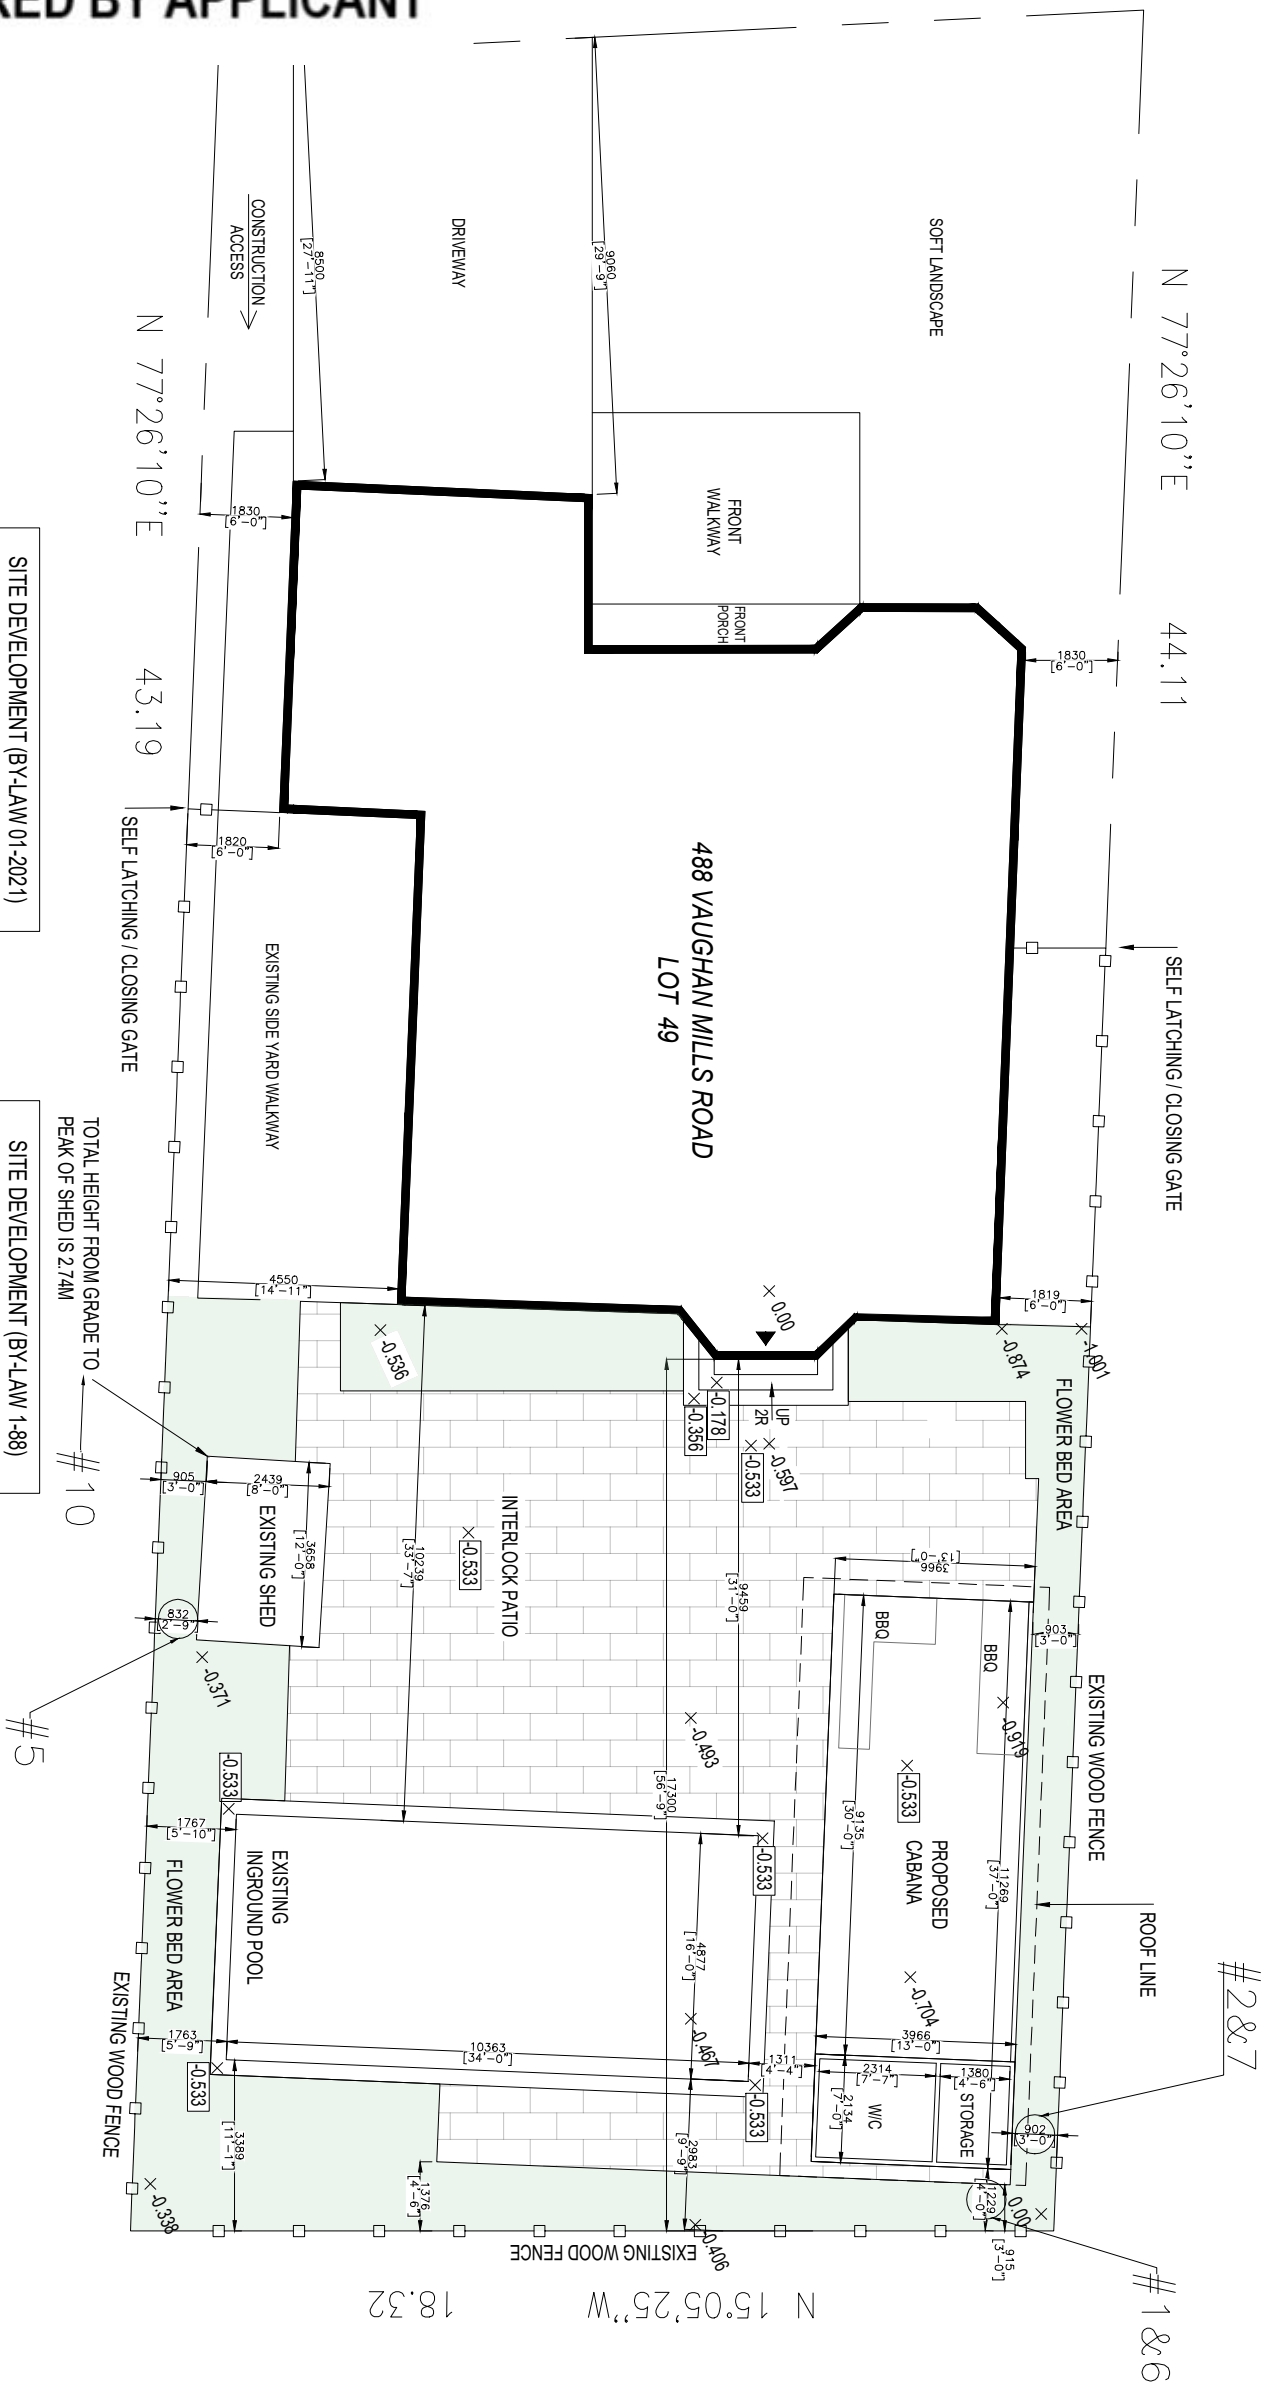 RED BY APPLICANT
N 77°26'10''E 44.11
SOFT LANDSCAPE
9060
[29'-9"]
DRIVEWAY
8500
[27'-11"]
CONSTRUCTION
ACCESS
N 77°26'10''E 43.19
FRONT
WALKWAY
FRONT
PORCH
1830
[6'-0"]
1830
[6'-0"]
SELF LATCHING / CLOSING GATE
SELF LATCHING / CLOSING GATE
1820
[6'-0"]
488 VAUGHAN MILLS ROAD
LOT 49
EXISTING SIDE YARD WALKWAY
SITE DEVELOPMENT (BY-LAW 01-2021)
SITE DEVELOPMENT (BY-LAW 1-88)
TOTAL HEIGHT FROM GRADE TO
PEAK OF SHED IS 2.74M
#10
4550
[14'-11"]
1819
[6'-0"]
0.00
-0.536
-0.874
-1.001
FLOWER BED AREA
UP
2R
-0.178
-0.356
-0.533
-0.597
905
[3'-0"]
2439
[8'-0"]
3658
[12'-0"]
EXISTING SHED
832
[2'-9"]
-0.371
#5
INTERLOCK PATIO
-0.533
10239
[33'-7"]
9459
[31'-0"]
17300
[56'-9"]
-0.493
3966
[13'-0"]
BBQ
BBQ
903
[3'-0"]
-0.919
-0.533
EXISTING WOOD FENCE
9135
[30'-0"]
11269
[37'-0"]
PROPOSED
CABANA
ROOF LINE
#2&7
-0.704
3966
[13'-0"]
2314
[7'-7"]
1380
[4'-6"]
2134
[7'-0"]
W/C
STORAGE
902
[3'-0"]
1229
[4'-0"]
0.00
915
[3'-0"]
#1&6
-0.533
1767
[5'-10"]
EXISTING
INGROUND POOL
FLOWER BED AREA
-0.533
4877
[16'-0"]
-0.467
10363
[34'-0"]
1311
[4'-4"]
1763
[5'-9"]
-0.533
-0.533
3389
[11'-1"]
2983
[9'-9"]
1376
[4'-6"]
EXISTING WOOD FENCE
-0.338
-0.406
EXISTING WOOD FENCE
N 15°05'25''W 18.32